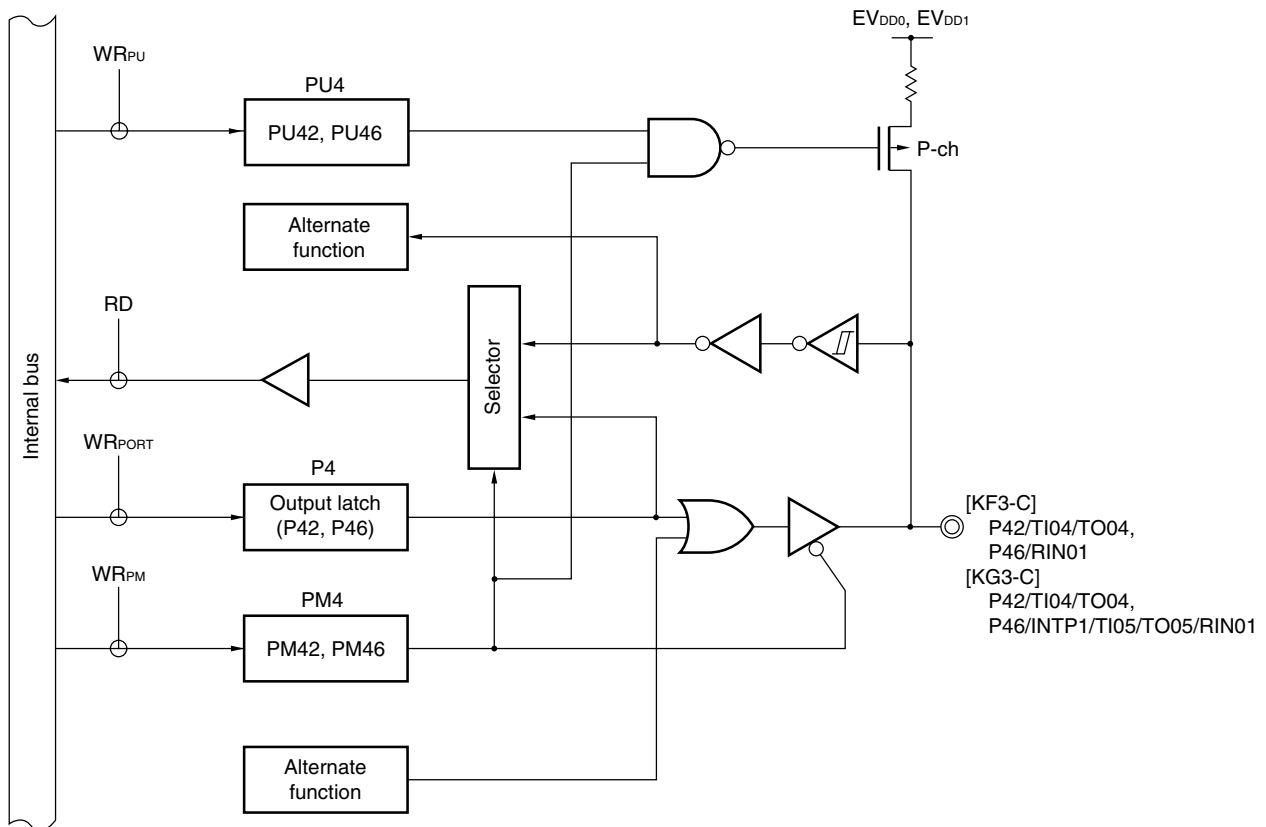 EVDD0, EVDD1
WRPU
PU4
PU42, PU46
P-ch
Alternate
function
RD
Selector
Internal bus
WRPORT
P4
Output latch
(P42, P46)
[KF3-C]
P42/TI04/TO04,
P46/RIN01
[KG3-C]
P42/TI04/TO04,
P46/INTP1/TI05/TO05/RIN01
WRPM
PM4
PM42, PM46
Alternate
function